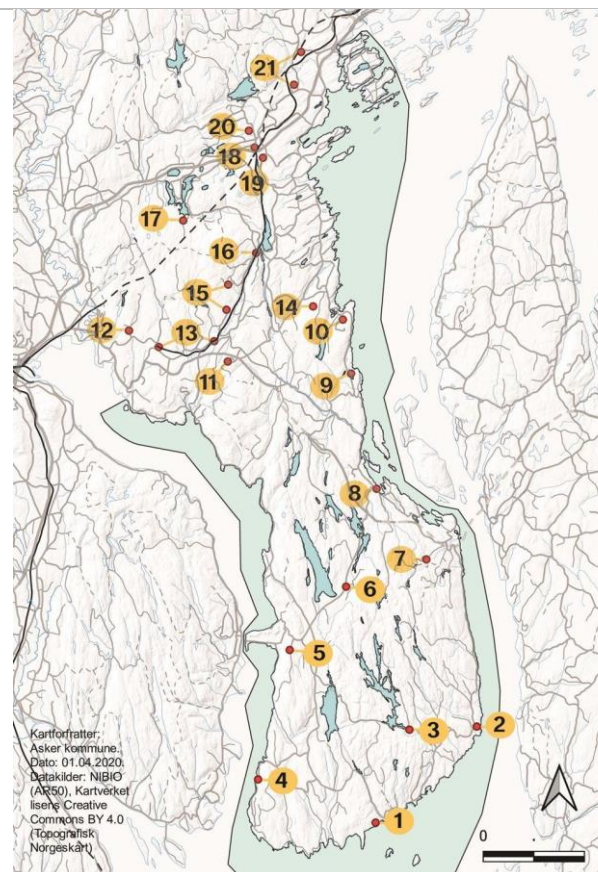 21
20
18
19
17
16
15
14
12
13
10
11
9
8
7
6
5
2
3
4
1
Kartforfratter:
Asker kommune.
Dato: 01.04.2020.
Datakilder: NIBIO
(AR50), Kartverket
lisens Creative
Commons BY 4.0
(Topografisk
Norgeskart)
0